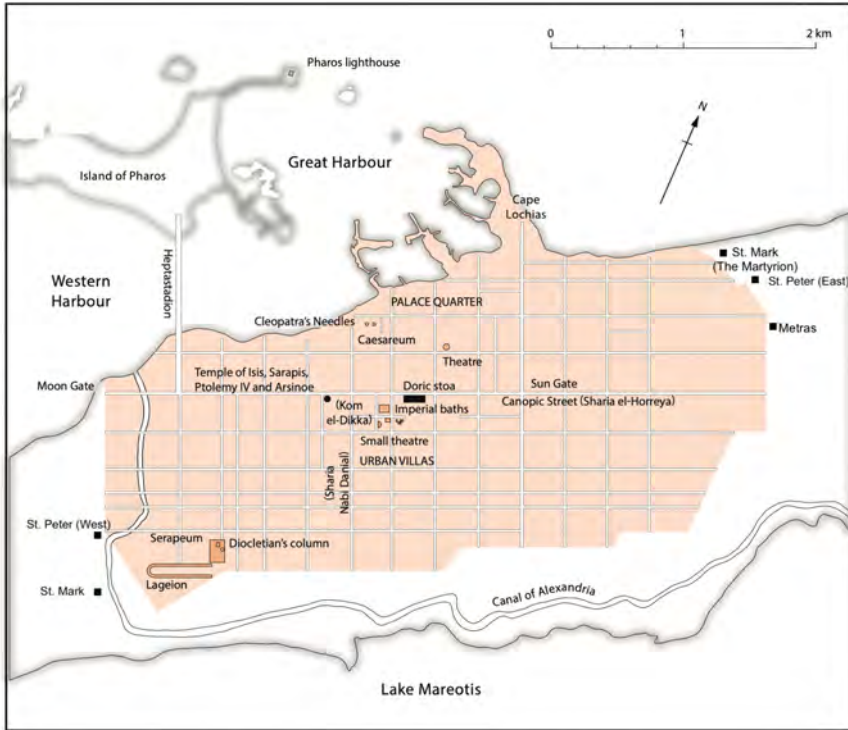 0 1 2 km
Pharos lighthouse
N
Great Harbour
Island of Pharos
Cape
Lochias
Heptastadion
St. Mark
(The Martyrion)
Western
Harbour
St. Peter (East)
PALACE QUARTER
Cleopatra's Needles
Caesareum
Metras
Theatre
Temple of Isis, Sarapis,
Ptolemy IV and Arsinoe
Moon Gate
Doric stoa
Sun Gate
Canopic Street (Sharia el-Horreya)
(Kom
el-Dikka)
Imperial baths
Small theatre
URBAN VILLAS
(Sharia
Nabi Danial)
St. Peter (West)
Serapeum
Diocletian's column
Lageion
St. Mark
Canal of Alexandria
Lake Mareotis